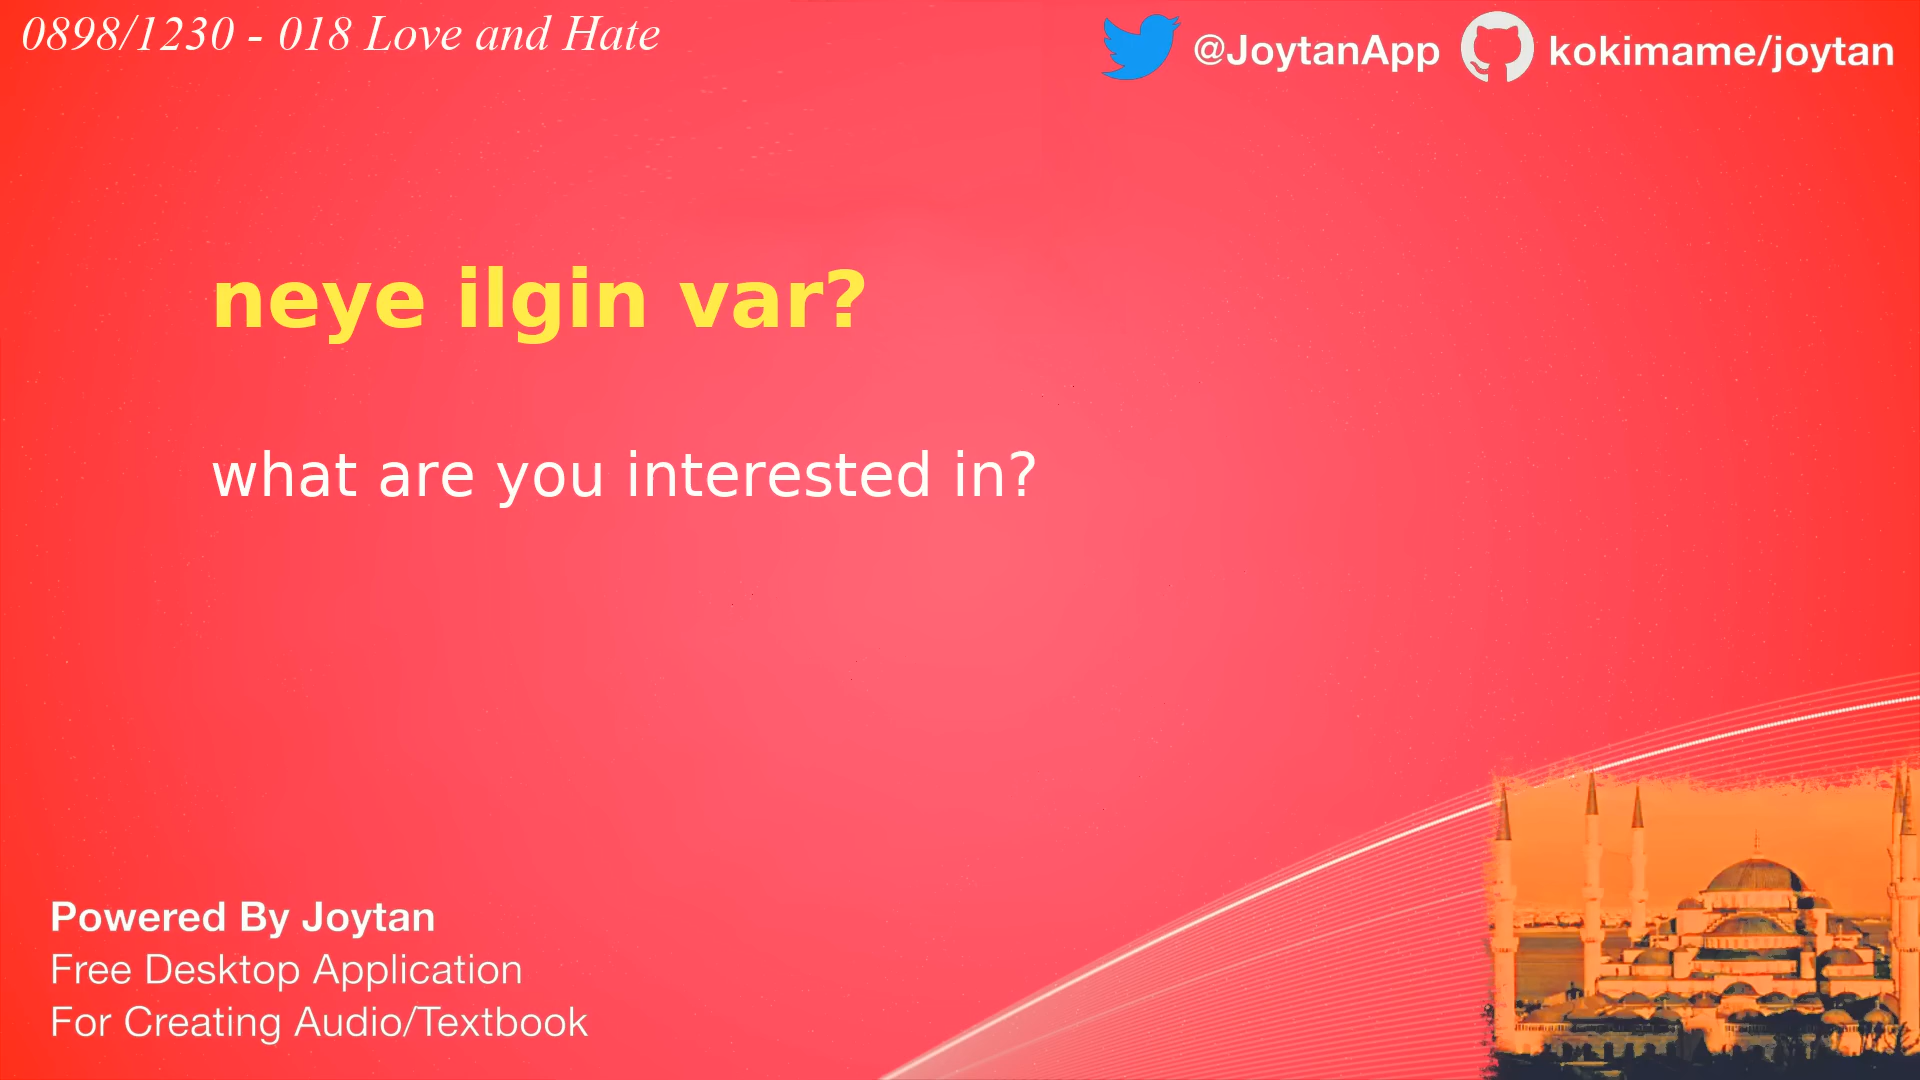 0898/1230 - 018 Love and Hate
@JoytanApp
kokimame/joytan
neye ilgin var?
what are you interested in?
Powered By Joytan
Free Desktop Application
For Creating Audio/Textbook